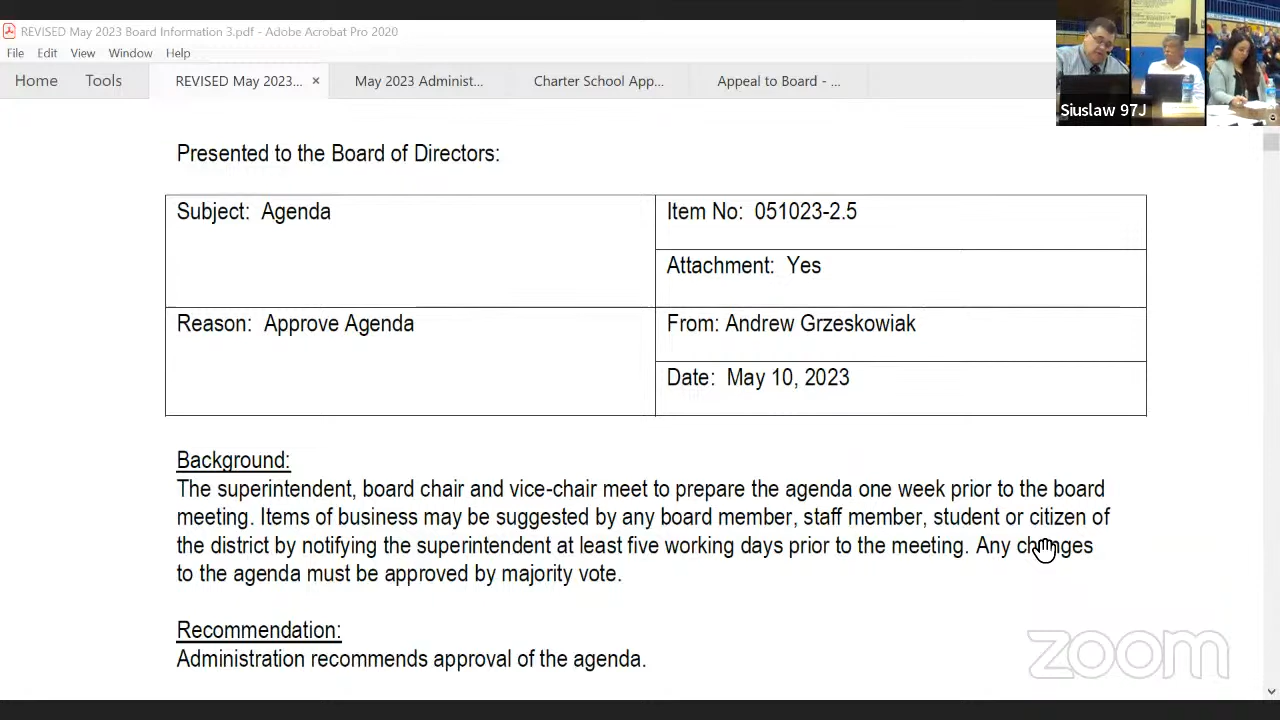 REVISED May 2023 Board Information 3.pdf - Adobe Acrobat Pro 2020
File Edit View Window Help
Home Tools REVISED May 2023... × May 2023 Administ... Charter School App... Appeal to Board - ...
Siuslaw 97J
Presented to the Board of Directors:
Subject: Agenda
Item No: 051023-2.5
Attachment: Yes
Reason: Approve Agenda
From: Andrew Grzeskowiak
Date: May 10, 2023
Background:
The superintendent, board chair and vice-chair meet to prepare the agenda one week prior to the board
meeting. Items of business may be suggested by any board member, staff member, student or citizen of
the district by notifying the superintendent at least five working days prior to the meeting. Any changes
to the agenda must be approved by majority vote.
Recommendation:
Administration recommends approval of the agenda.
zoom